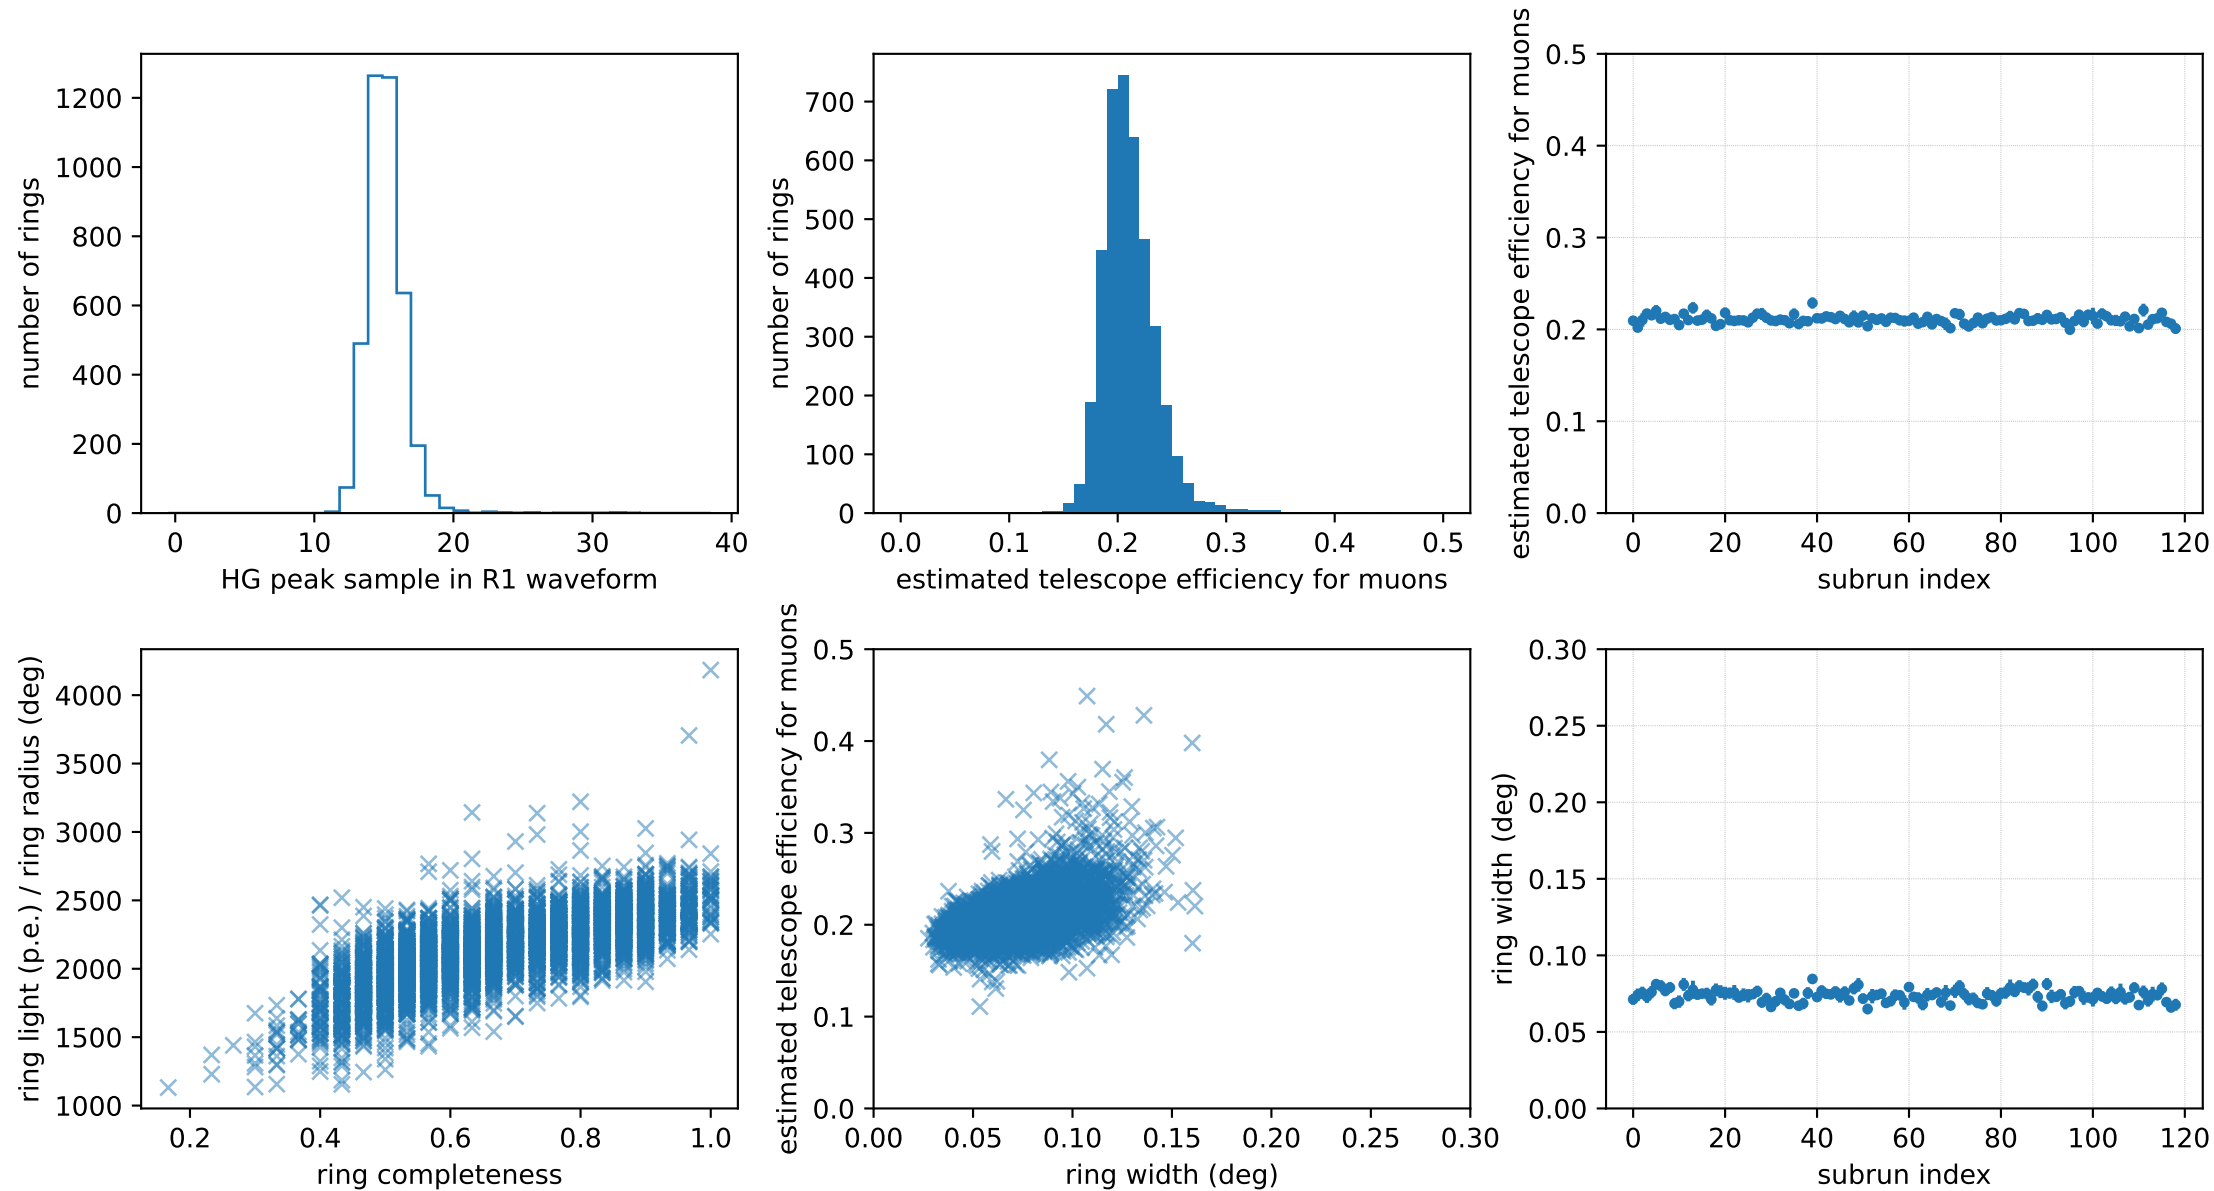 number of rings
1200
1000
800
600
400
200
0
0 10 20 30 40
HG peak sample in R1 waveform
number of rings
700
600
500
400
300
200
100
0
0.0 0.1 0.2 0.3 0.4 0.5
estimated telescope efficiency for muons
estimated telescope efficiency for muons
0.5
0.4
0.3
0.2
0.1
0.0
0 20 40 60 80 100 120
subrun index
ring light (p.e.) / ring radius (deg)
4000
3500
3000
2500
2000
1500
1000
0.2 0.4 0.6 0.8 1.0
ring completeness
estimated telescope efficiency for muons
0.5
0.4
0.3
0.2
0.1
0.0
0.00 0.05 0.10 0.15 0.20 0.25 0.30
ring width (deg)
ring width (deg)
0.30
0.25
0.20
0.15
0.10
0.05
0.00
0 20 40 60 80 100 120
subrun index